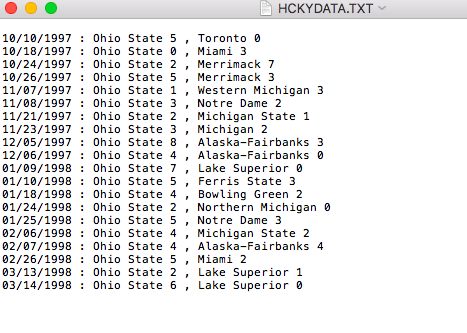 HCKYDATA.TXT
10/10/1997 : Ohio State 5 , Toronto 0
10/18/1997 : Ohio State 0 , Miami 3
10/24/1997 : Ohio State 2 , Merrimack 7
10/26/1997 : Ohio State 5 , Merrimack 3
11/07/1997 : Ohio State 1 , Western Michigan 3
11/08/1997 : Ohio State 3 , Notre Dame 2
11/21/1997 : Ohio State 2 , Michigan State 1
11/23/1997 : Ohio State 3 , Michigan 2
12/05/1997 : Ohio State 8 , Alaska-Fairbanks 3
12/06/1997 : Ohio State 4 , Alaska-Fairbanks 0
01/09/1998 : Ohio State 7 , Lake Superior 0
01/10/1998 : Ohio State 5 , Ferris State 3
01/18/1998 : Ohio State 4 , Bowling Green 2
01/24/1998 : Ohio State 2 , Northern Michigan 0
01/25/1998 : Ohio State 5 , Notre Dame 3
02/06/1998 : Ohio State 4 , Michigan State 2
02/07/1998 : Ohio State 4 , Alaska-Fairbanks 4
02/26/1998 : Ohio State 5 , Miami 2
03/13/1998 : Ohio State 2 , Lake Superior 1
03/14/1998 : Ohio State 6 , Lake Superior 0